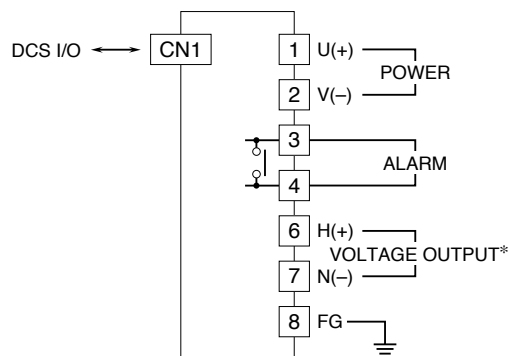 DCS I/O CN1 1 U(+)
POWER
2 V(–)
3
ALARM
4
6 H(+)
VOLTAGE OUTPUT*
7 N(–)
8 FG